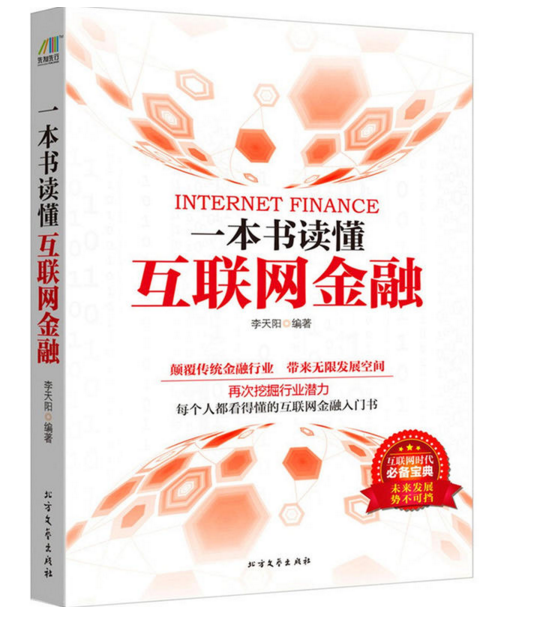 先知先行
一本书读懂互联网金融
李天阳◎编著
北方文艺出版社
INTERNET FINANCE
一本书读懂
互联网金融
李天阳◎编著
颠覆传统金融行业 带来无限发展空间
再次挖掘行业潜力
每个人都看得懂的互联网金融入门书
互联网时代
必备宝典
未来发展
势不可挡
北方文艺出版社